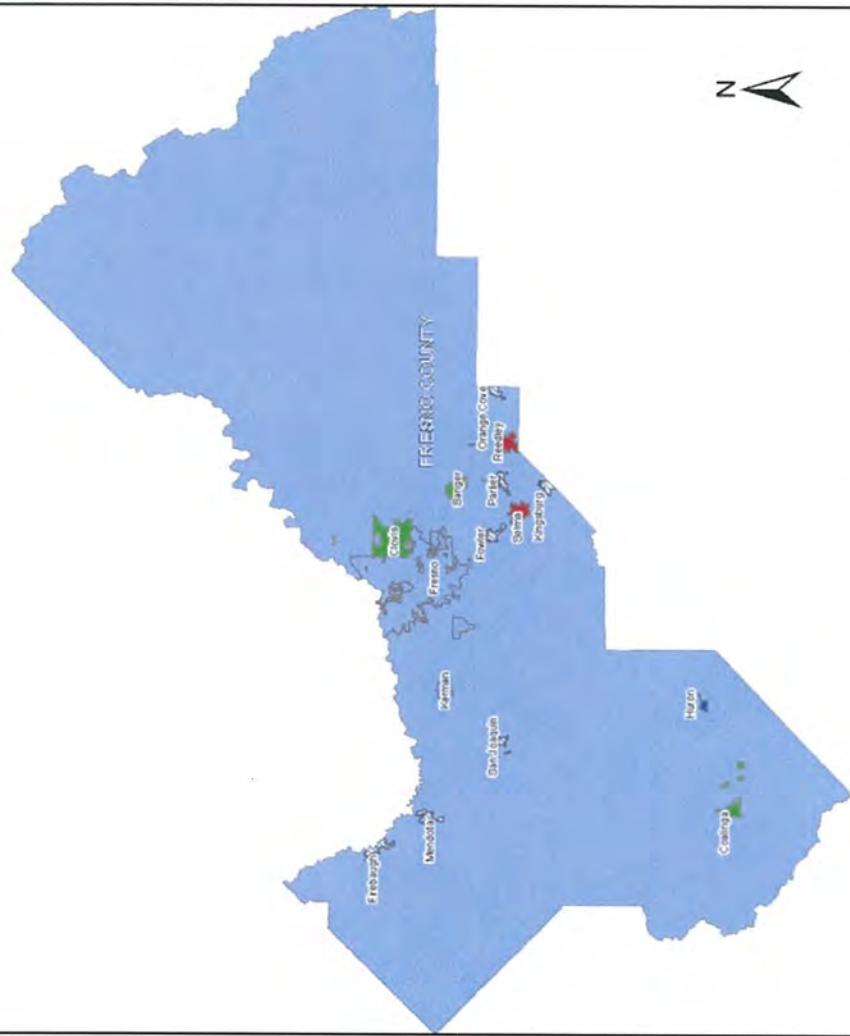 N
FRESNO COUNTY
Orange Cove
Reedley
Sanger
Parlier
Kingsburg
Selma
Fowler
Clovis
Fresno
Kerman
San Joaquin
Mendota
Firebaugh
Huron
Coalinga